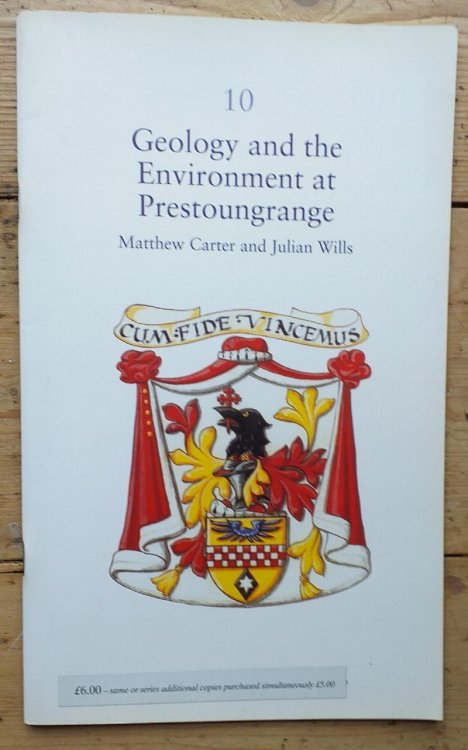 10
Geology and the
Environment at
Prestoungrange
Matthew Carter and Julian Wills
CUM·FIDE·VINCEMUS
£6.00 – same or series additional copies purchased simultaneously £5.00